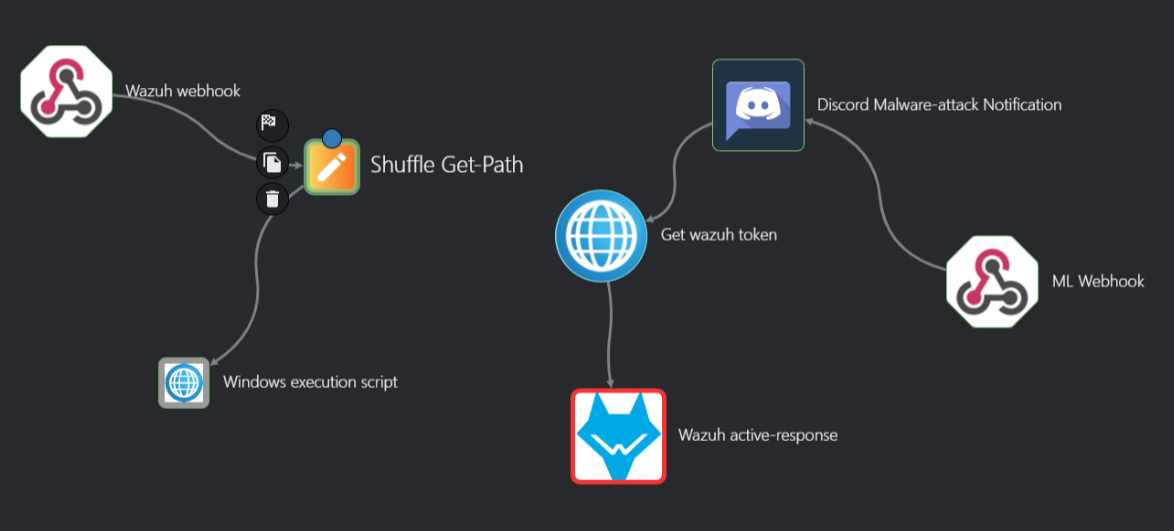 Wazuh webhook
Discord Malware-attack Notification
Shuffle Get-Path
Get wazuh token
ML Webhook
Windows execution script
Wazuh active-response